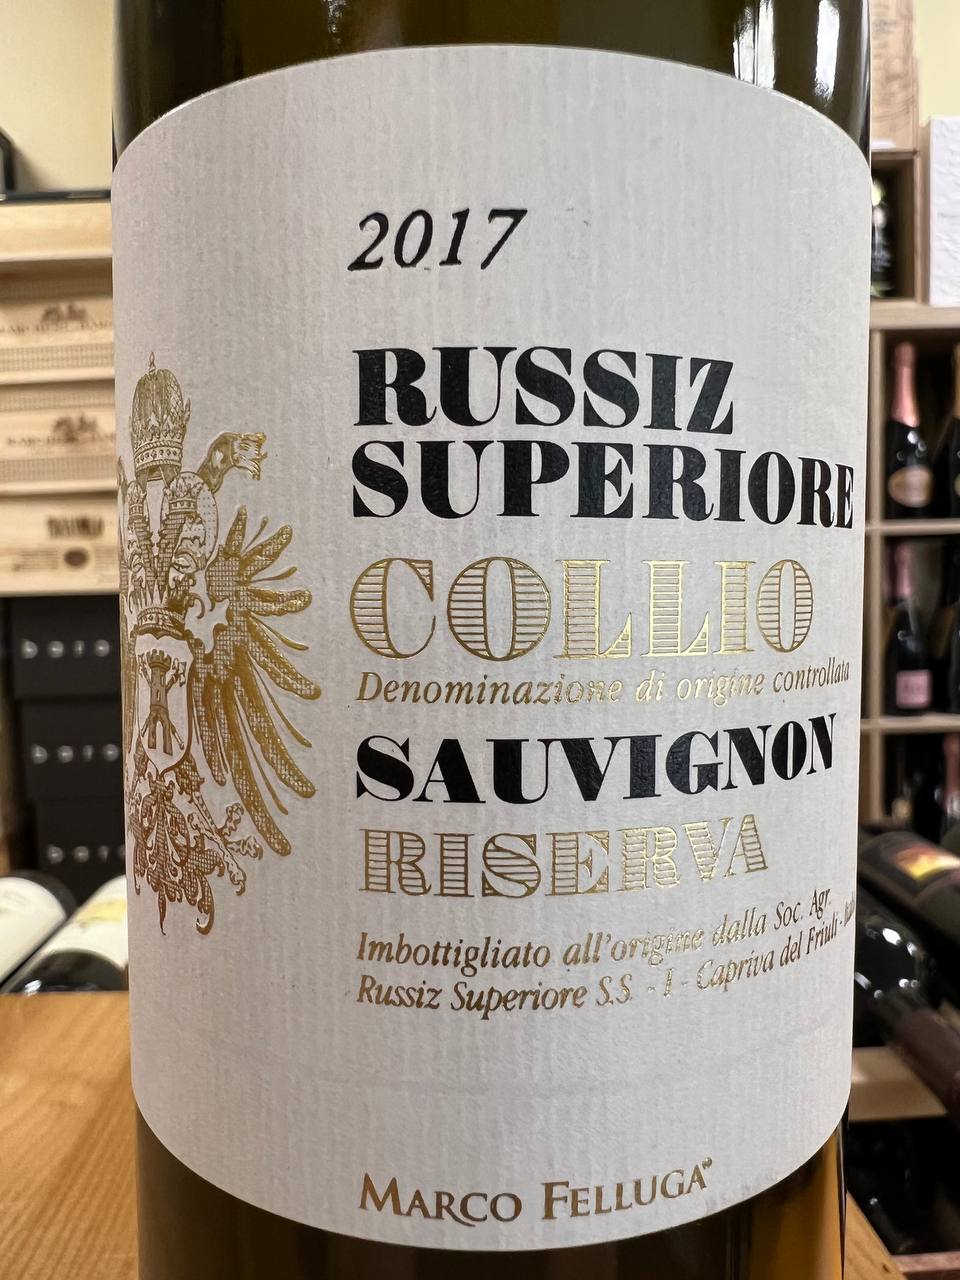 2017
RUSSIZ
SUPERIORE
COLLIO
Denominazione di origine controllata
SAUVIGNON
RISERVA
Imbottigliato all'origine dalla Soc. Agr.
Russiz Superiore S.S. - I - Capriva del Friuli -
MARCO FELLUGA